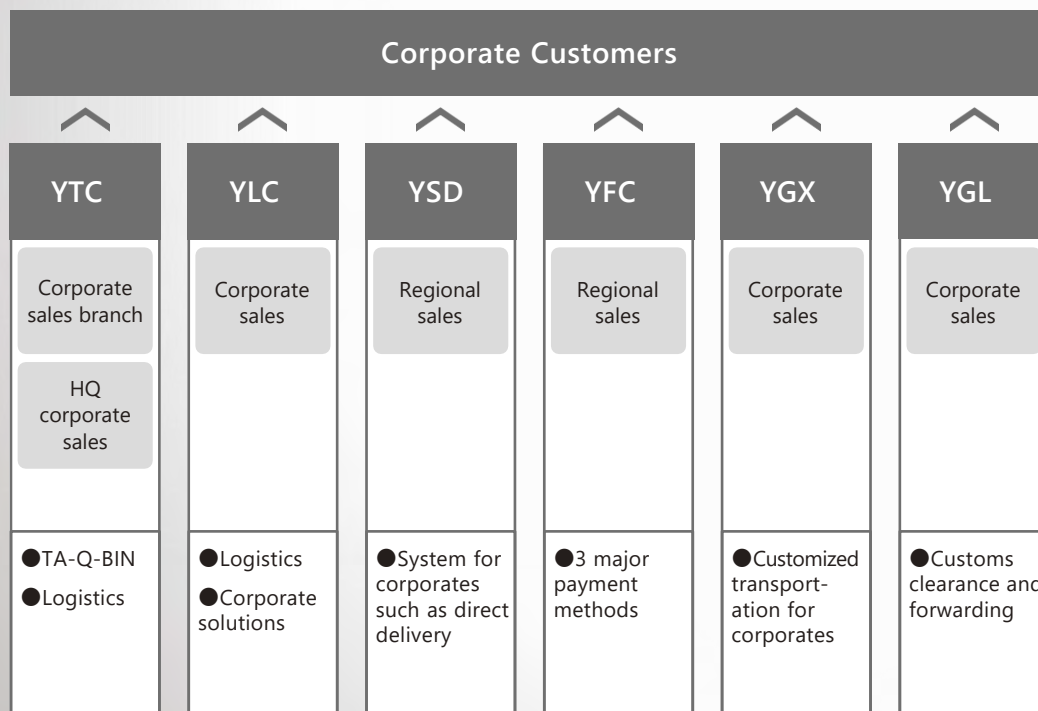 Corporate Customers
YTC
Corporate
sales branch
HQ
corporate
sales
●TA-Q-BIN
●Logistics
YLC
Corporate
sales
●Logistics
●Corporate
solutions
YSD
Regional
sales
●System for
corporates
such as direct
delivery
YFC
Regional
sales
●3 major
payment
methods
YGX
Corporate
sales
●Customized
transport-
ation for
corporates
YGL
Corporate
sales
●Customs
clearance and
forwarding